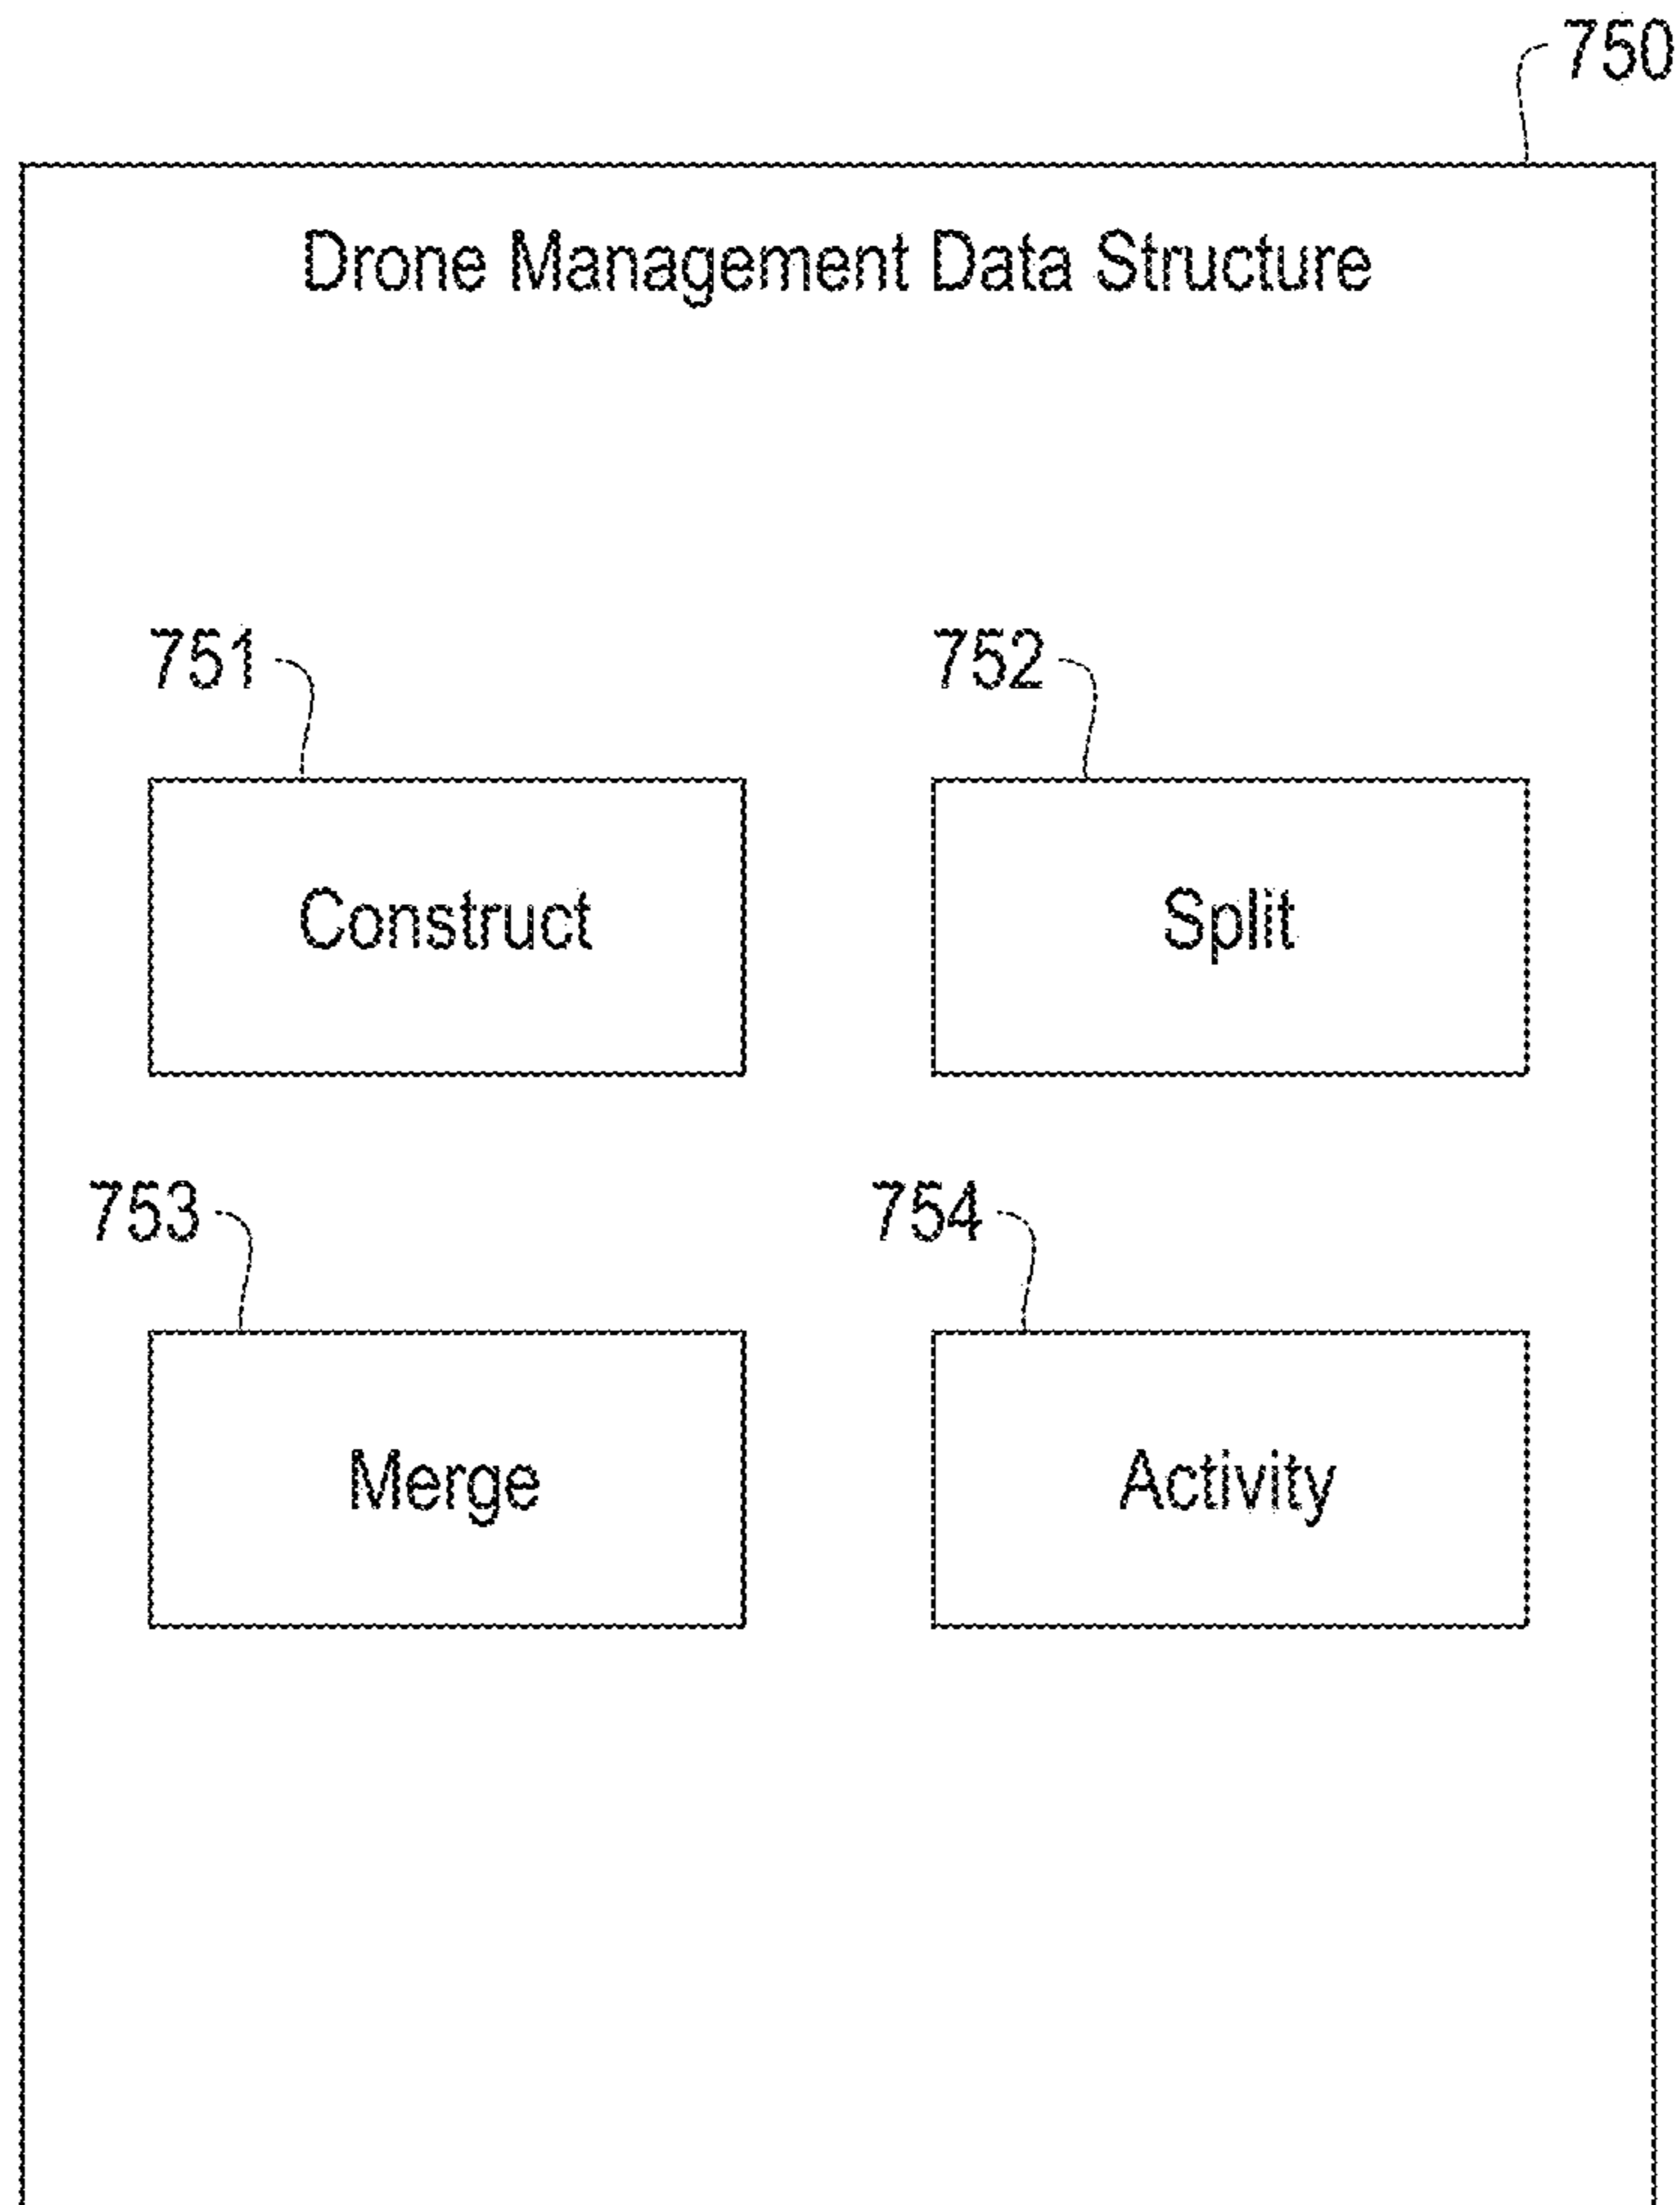 750
Drone Management Data Structure
751
752
Construct
Split
753
754
Merge
Activity